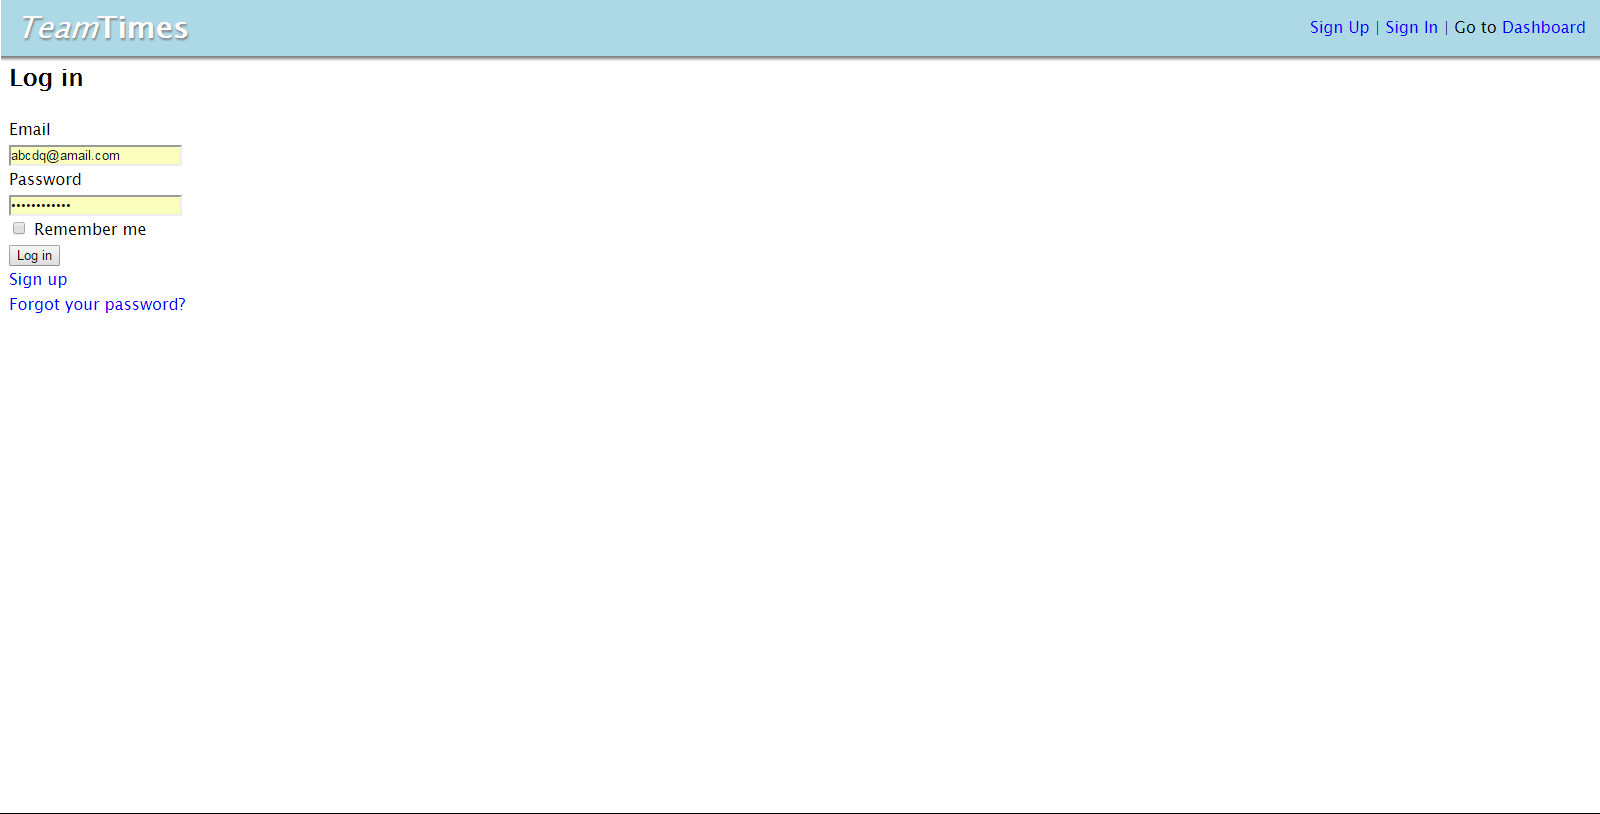 TeamTimes
Sign Up | Sign In | Go to Dashboard
Log in
Email
abcdq@amail.com
Password
••••••••••••
Remember me
Log in
Sign up
Forgot your password?